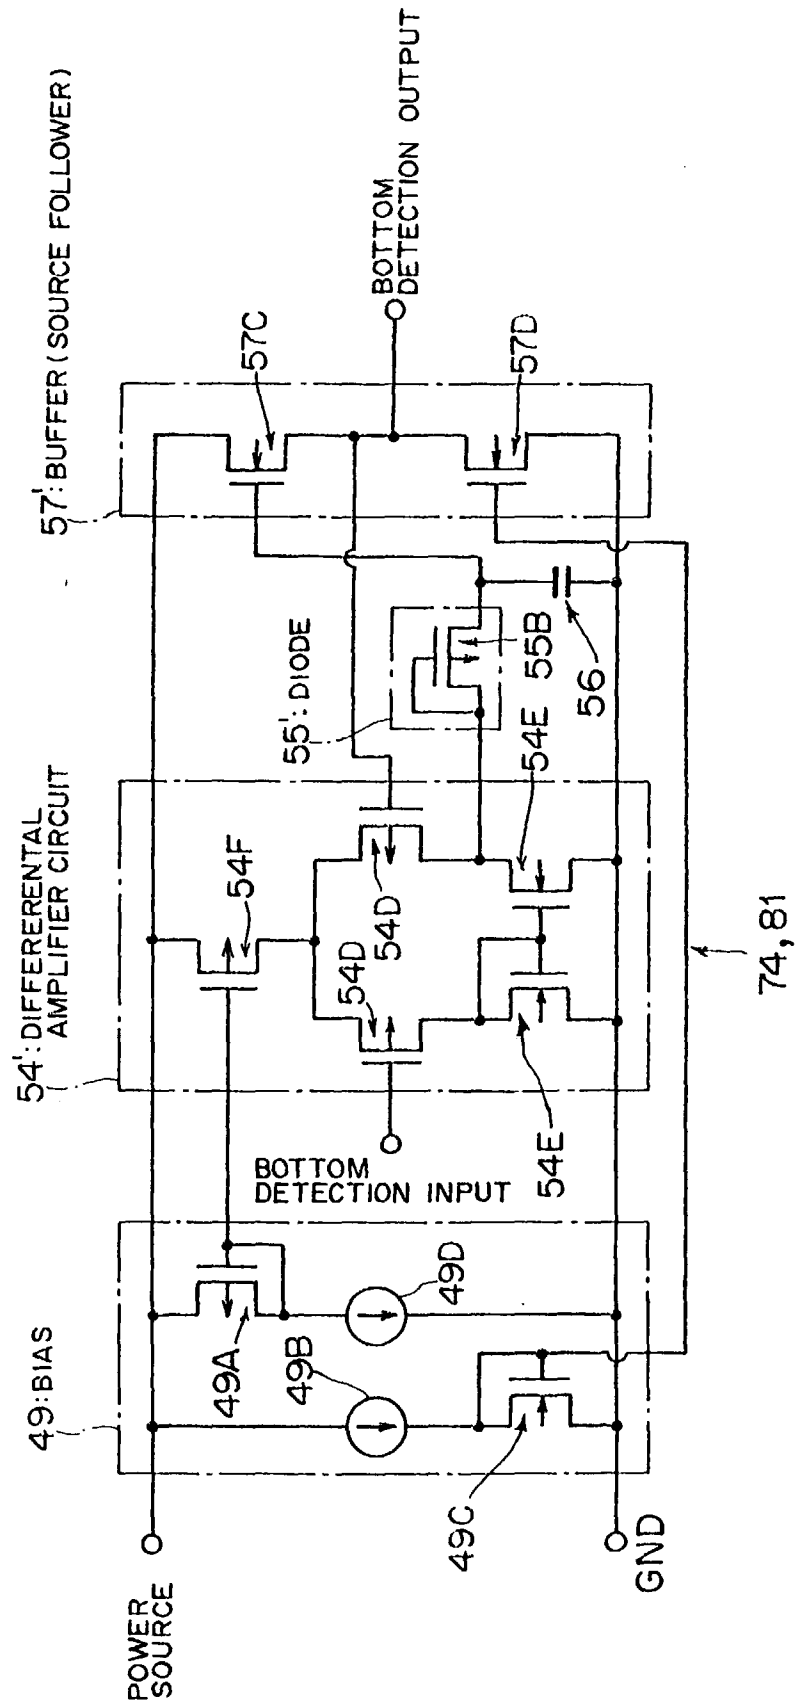 57': BUFFER (SOURCE FOLLOWER)
57C
BOTTOM
DETECTION OUTPUT
57D
55': DIODE
55B
56
54': DIFFERERENTAL
AMPLIFIER CIRCUIT
54F
54D
54D
54E
54E
BOTTOM
DETECTION INPUT
74, 81
49: BIAS
49A
49B
49D
49C
POWER
SOURCE
GND